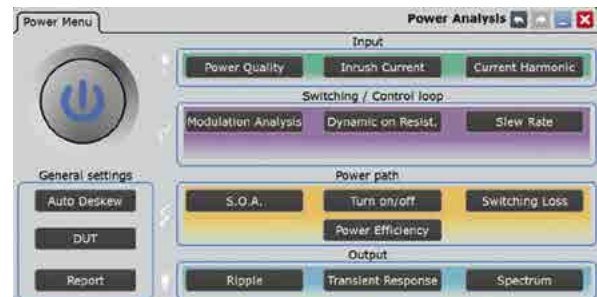 Power Menu
Power Analysis
Input
Power Quality
Inrush Current
Current Harmonic
Switching / Control loop
Modulation Analysis
Dynamic on Resist.
Slew Rate
General settings
Auto Deskew
DUT
Report
Power path
S.O.A.
Turn on/off
Switching Loss
Power Efficiency
Output
Ripple
Transient Response
Spectrum